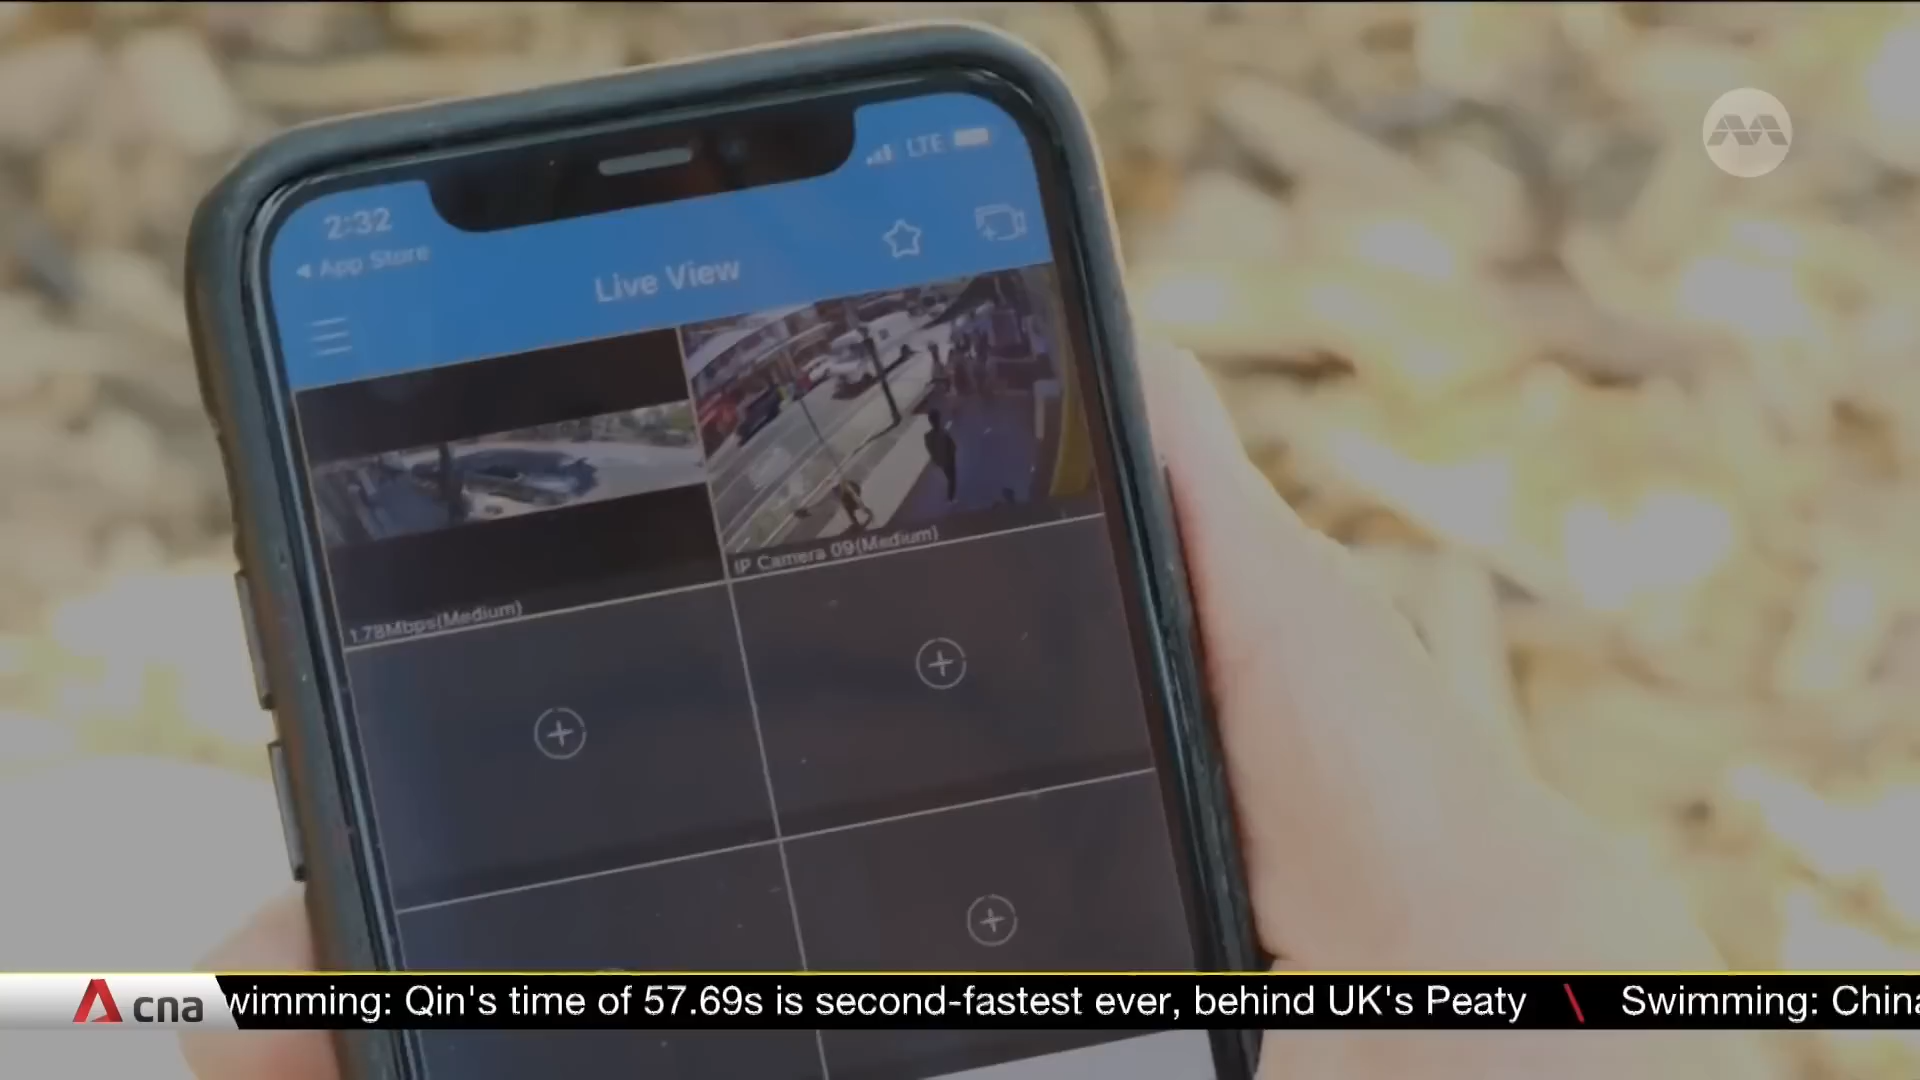 2:32
LTE
App Store
Live View
IP Camera 09(Medium)
1.78Mbps(Medium)
cna
wimming: Qin's time of 57.69s is second-fastest ever, behind UK's Peaty \ Swimming: China